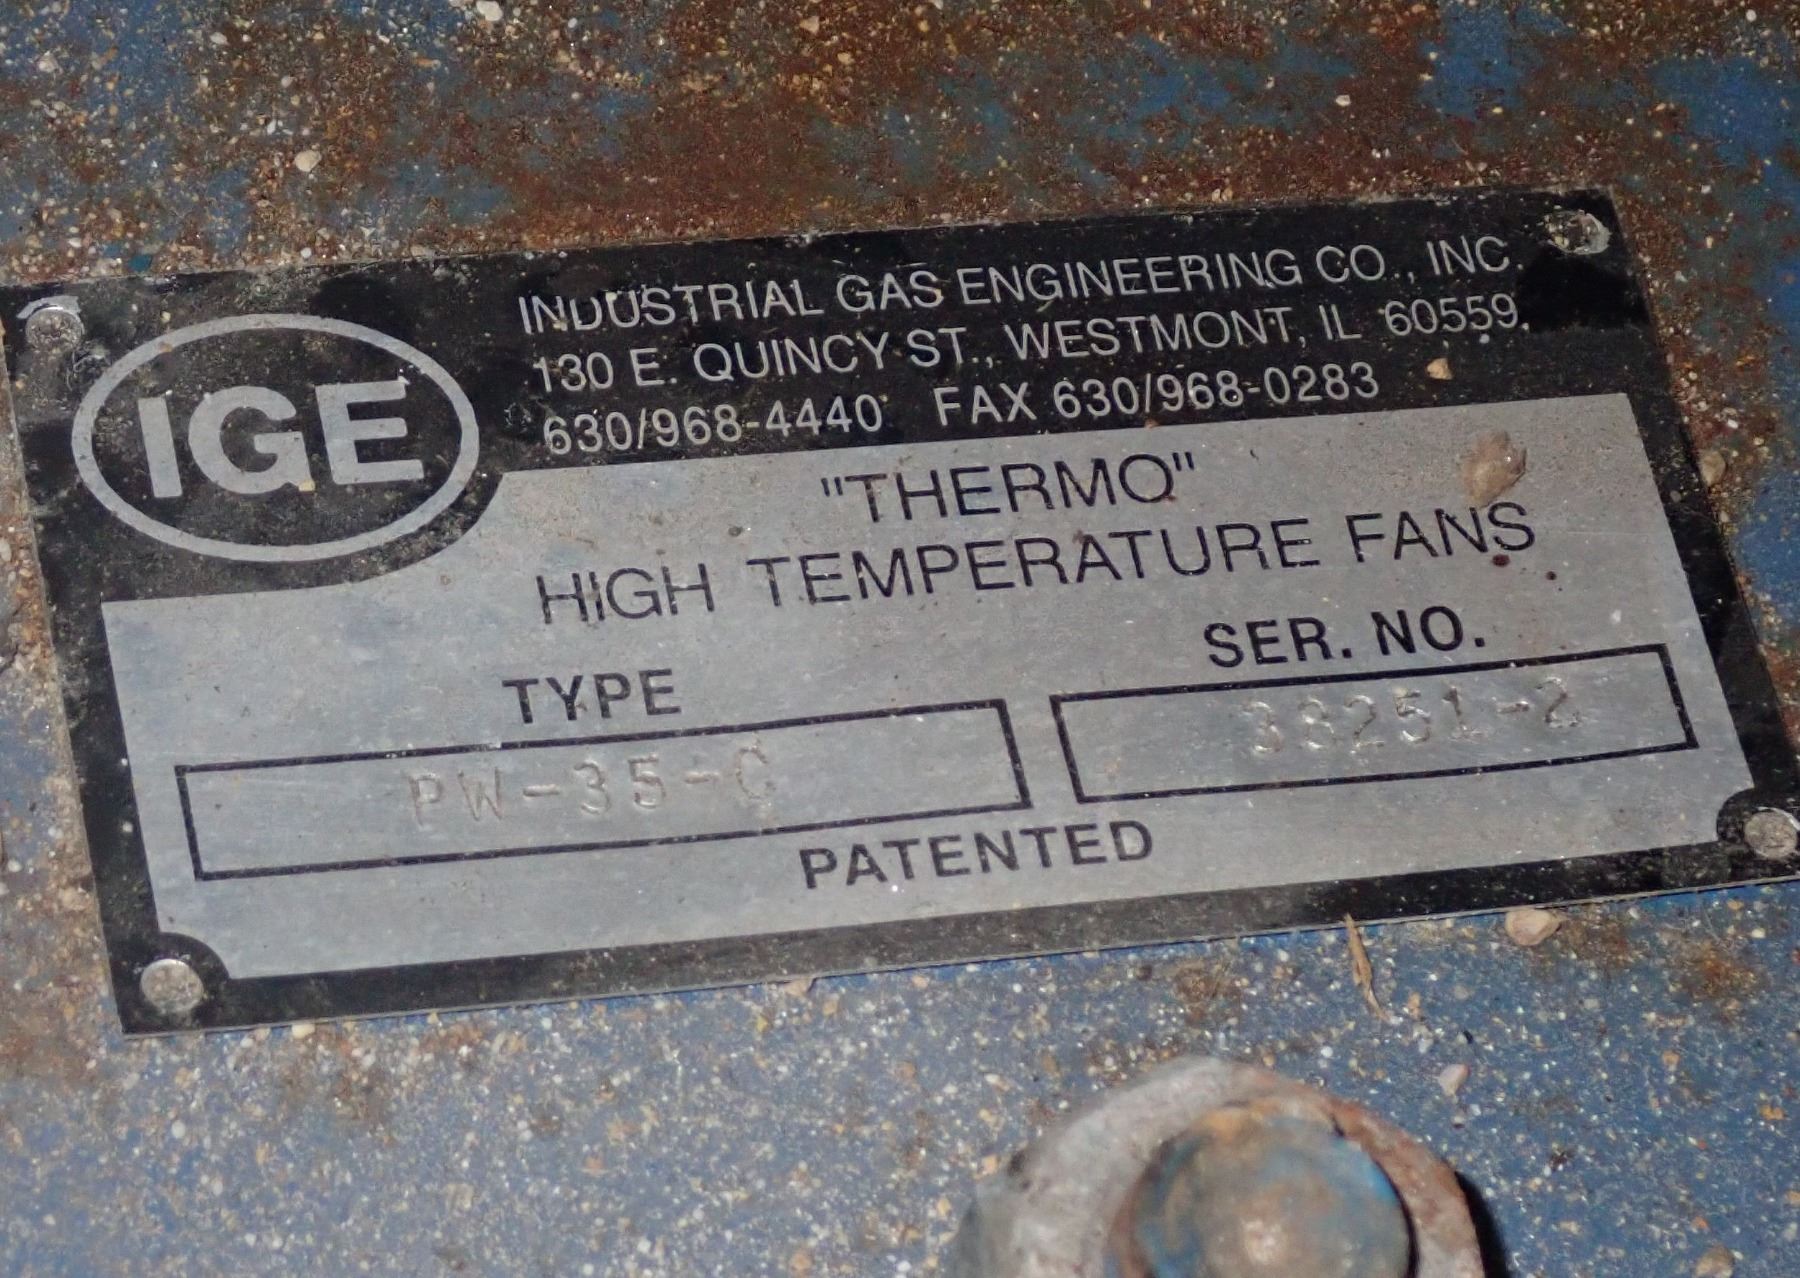 IGE
INDUSTRIAL GAS ENGINEERING CO., INC.
130 E. QUINCY ST., WESTMONT, IL 60559
630/968-4440 FAX 630/968-0283
"THERMO"
HIGH TEMPERATURE FANS
TYPE SER. NO.
PW-35-C 38251-2
PATENTED